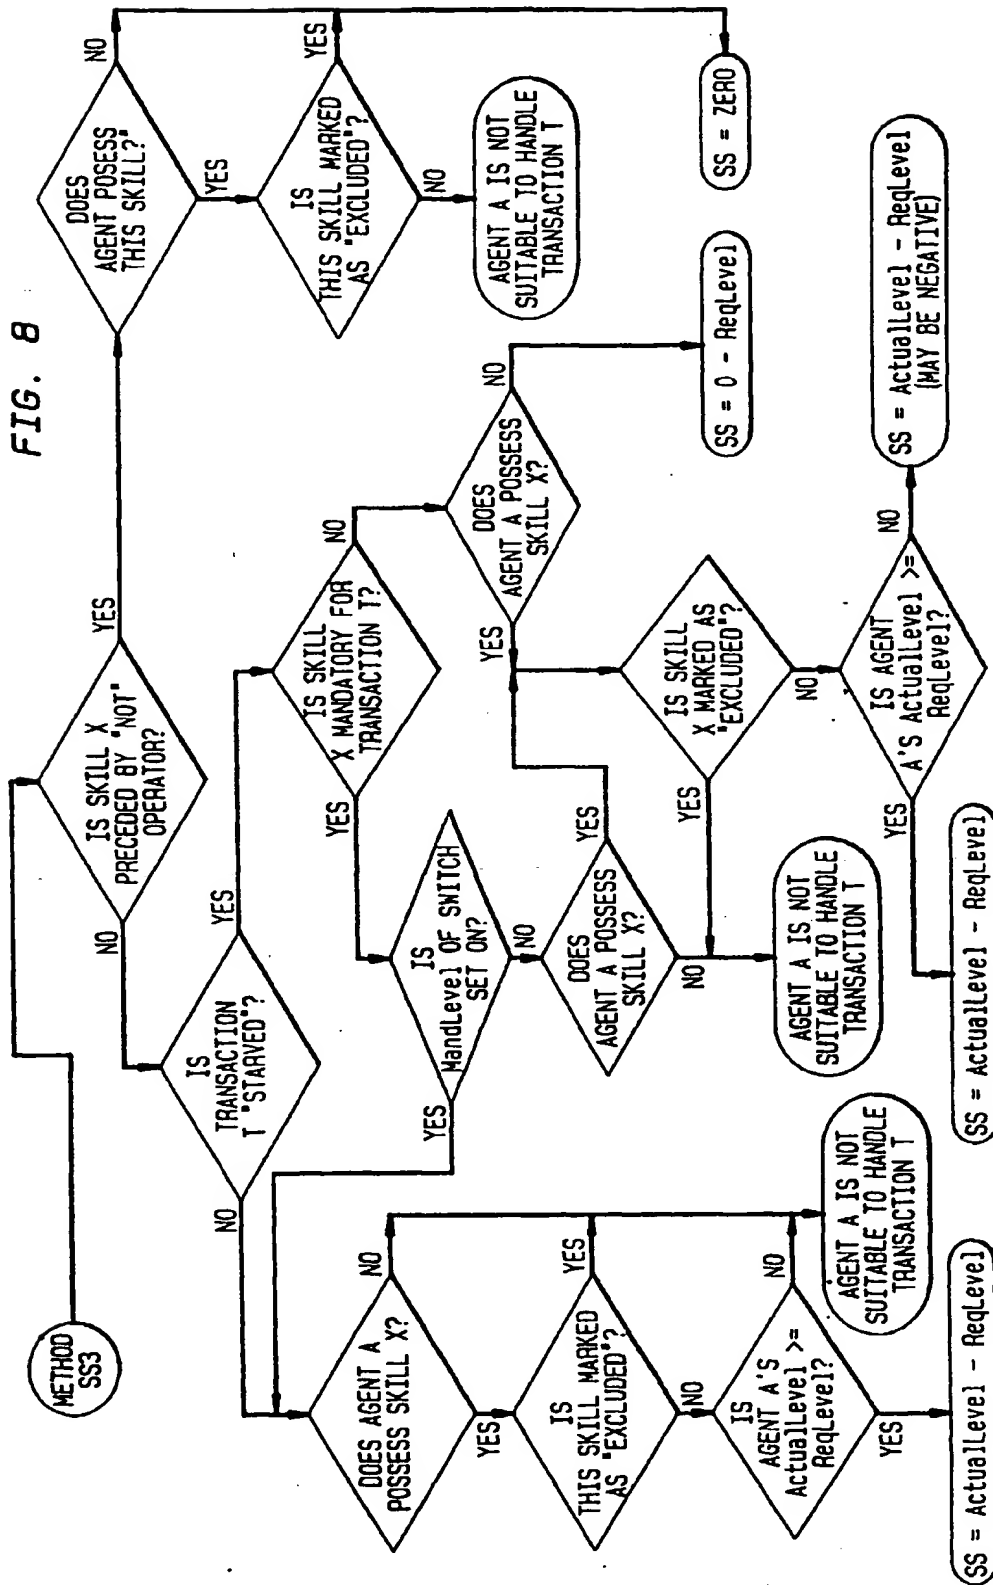 FIG. 8
METHOD
SS3
IS SKILL X
PRECEDED BY "NOT"
OPERATOR?
YES
NO
DOES
AGENT POSESS
THIS SKILL?"
NO
YES
IS
THIS SKILL MARKED
AS "EXCLUDED"?
YES
NO
AGENT A IS NOT
SUITABLE TO HANDLE
TRANSACTION T
SS = ZERO
IS
TRANSACTION
T "STARVED"?
YES
NO
IS SKILL
X MANDATORY FOR
TRANSACTION T?
NO
YES
DOES
AGENT A POSSESS
SKILL X?
NO
YES
SS = 0 - ReqLevel
IS
MandLevel OF SWITCH
SET ON?
NO
YES
DOES
AGENT A POSSESS
SKILL X?
YES
NO
IS SKILL
X MARKED AS
"EXCLUDED"?
YES
NO
AGENT A IS NOT
SUITABLE TO HANDLE
TRANSACTION T
IS AGENT
A'S ActualLevel >=
ReqLevel?
NO
YES
SS = ActualLevel - ReqLevel
(MAY BE NEGATIVE)
SS = ActualLevel - ReqLevel
DOES AGENT A
POSSESS SKILL X?
NO
YES
IS
THIS SKILL MARKED
AS "EXCLUDED"?
YES
NO
IS
AGENT A'S
ActualLevel >=
ReqLevel?
NO
YES
AGENT A IS NOT
SUITABLE TO HANDLE
TRANSACTION T
SS = ActualLevel - ReqLevel